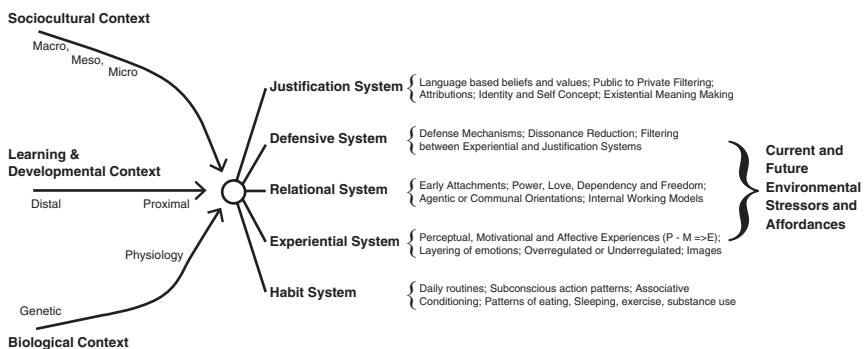 Sociocultural Context
Macro,
Meso,
Micro
Learning &
Developmental Context
Distal
Proximal
Physiology
Genetic
Biological Context
Justification System
Language based beliefs and values; Public to Private Filtering;
Attributions; Identity and Self Concept; Existential Meaning Making
Defensive System
Defense Mechanisms; Dissonance Reduction; Filtering
between Experiential and Justification Systems
Relational System
Early Attachments; Power, Love, Dependency and Freedom;
Agentic or Communal Orientations; Internal Working Models
Experiential System
Perceptual, Motivational and Affective Experiences (P - M =>E);
Layering of emotions; Overregulated or Underregulated; Images
Habit System
Daily routines; Subconscious action patterns; Associative
Conditioning; Patterns of eating, Sleeping, exercise, substance use
Current and
Future
Environmental
Stressors and
Affordances